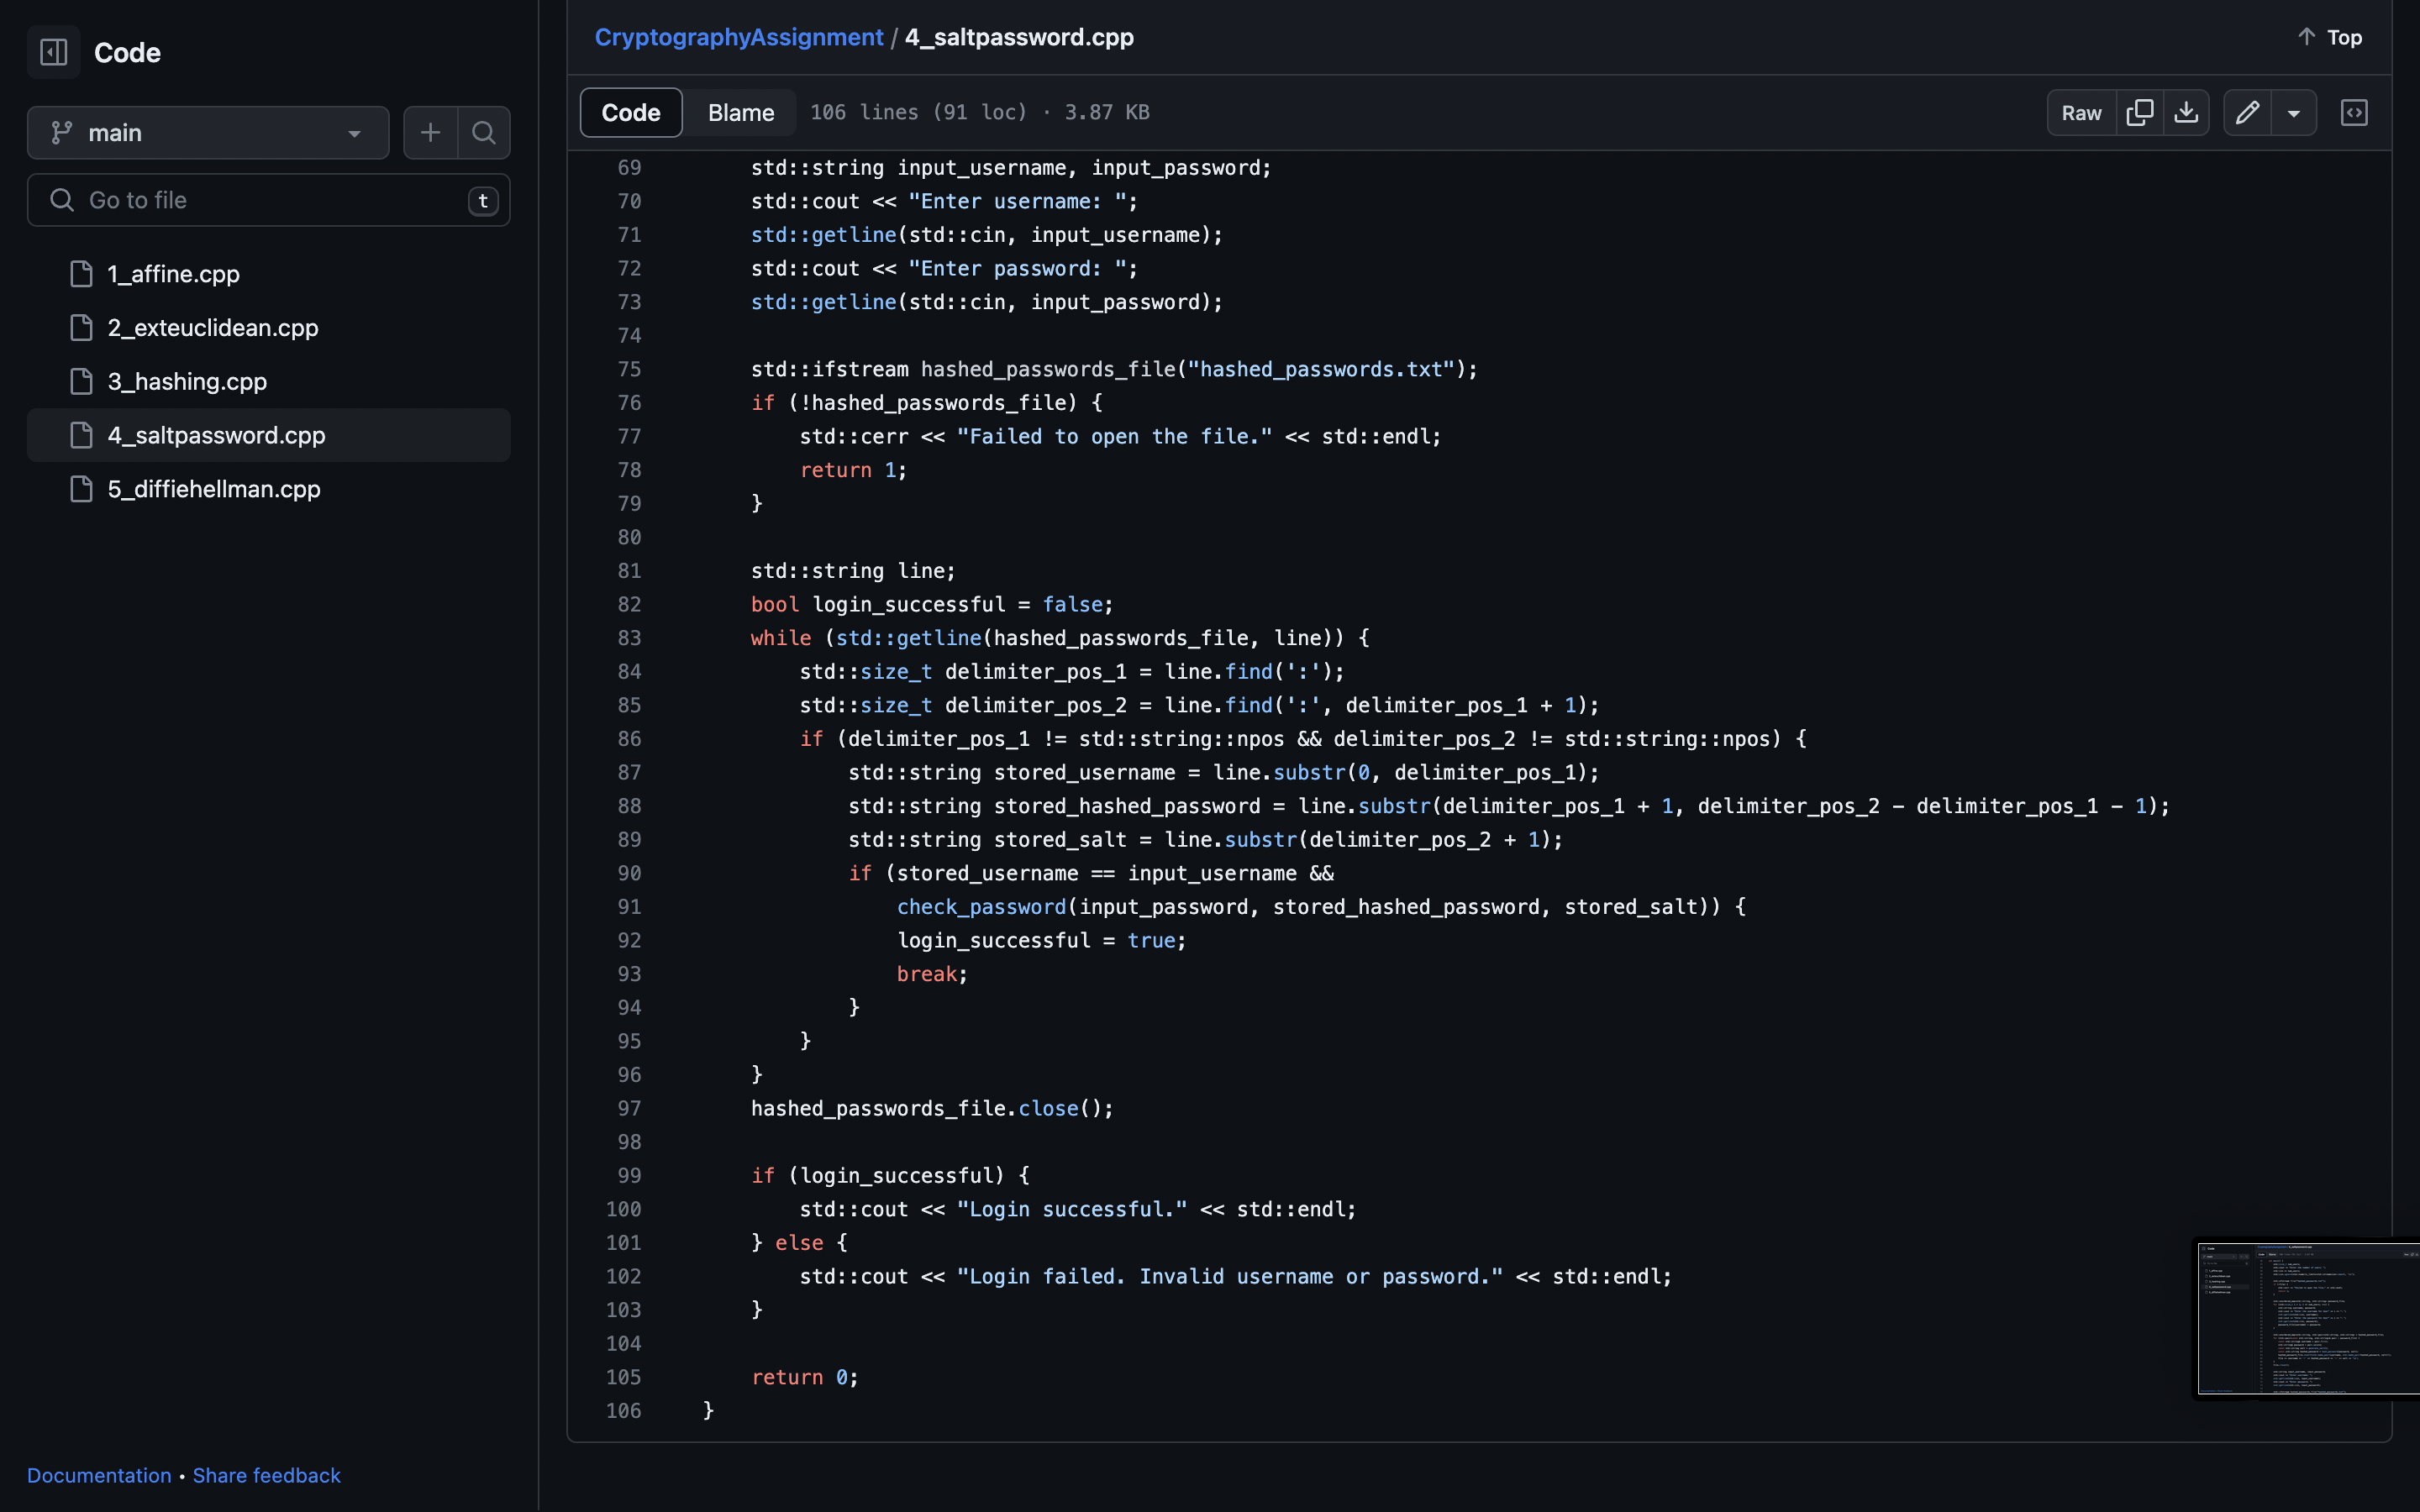 Code
main
Go to file
t
1_affine.cpp
2_exteuclidean.cpp
3_hashing.cpp
4_saltpassword.cpp
5_diffiehellman.cpp
Documentation • Share feedback
CryptographyAssignment / 4_saltpassword.cpp
Top
Code Blame 106 lines (91 loc) · 3.87 KB
Raw
69 std::string input_username, input_password;
70 std::cout << "Enter username: ";
71 std::getline(std::cin, input_username);
72 std::cout << "Enter password: ";
73 std::getline(std::cin, input_password);
74
75 std::ifstream hashed_passwords_file("hashed_passwords.txt");
76 if (!hashed_passwords_file) {
77 std::cerr << "Failed to open the file." << std::endl;
78 return 1;
79 }
80
81 std::string line;
82 bool login_successful = false;
83 while (std::getline(hashed_passwords_file, line)) {
84 std::size_t delimiter_pos_1 = line.find(':');
85 std::size_t delimiter_pos_2 = line.find(':', delimiter_pos_1 + 1);
86 if (delimiter_pos_1 != std::string::npos && delimiter_pos_2 != std::string::npos) {
87 std::string stored_username = line.substr(0, delimiter_pos_1);
88 std::string stored_hashed_password = line.substr(delimiter_pos_1 + 1, delimiter_pos_2 - delimiter_pos_1 - 1);
89 std::string stored_salt = line.substr(delimiter_pos_2 + 1);
90 if (stored_username == input_username &&
91 check_password(input_password, stored_hashed_password, stored_salt)) {
92 login_successful = true;
93 break;
94 }
95 }
96 }
97 hashed_passwords_file.close();
98
99 if (login_successful) {
100 std::cout << "Login successful." << std::endl;
101 } else {
102 std::cout << "Login failed. Invalid username or password." << std::endl;
103 }
104
105 return 0;
106 }